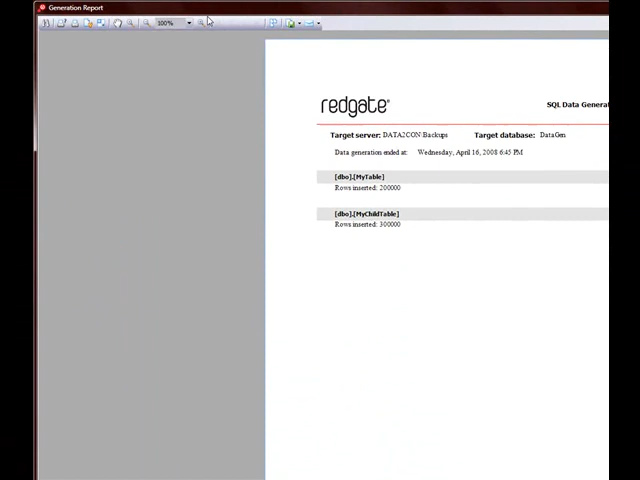 Generation Report
100%
redgate®
SQL Data Generat
Target server: DATA2CON\Backups Target database: DataGen
Data generation ended at: Wednesday, April 16, 2008 6:45 PM
[dbo].[MyTable]
Rows inserted: 200000
[dbo].[MyChildTable]
Rows inserted: 300000